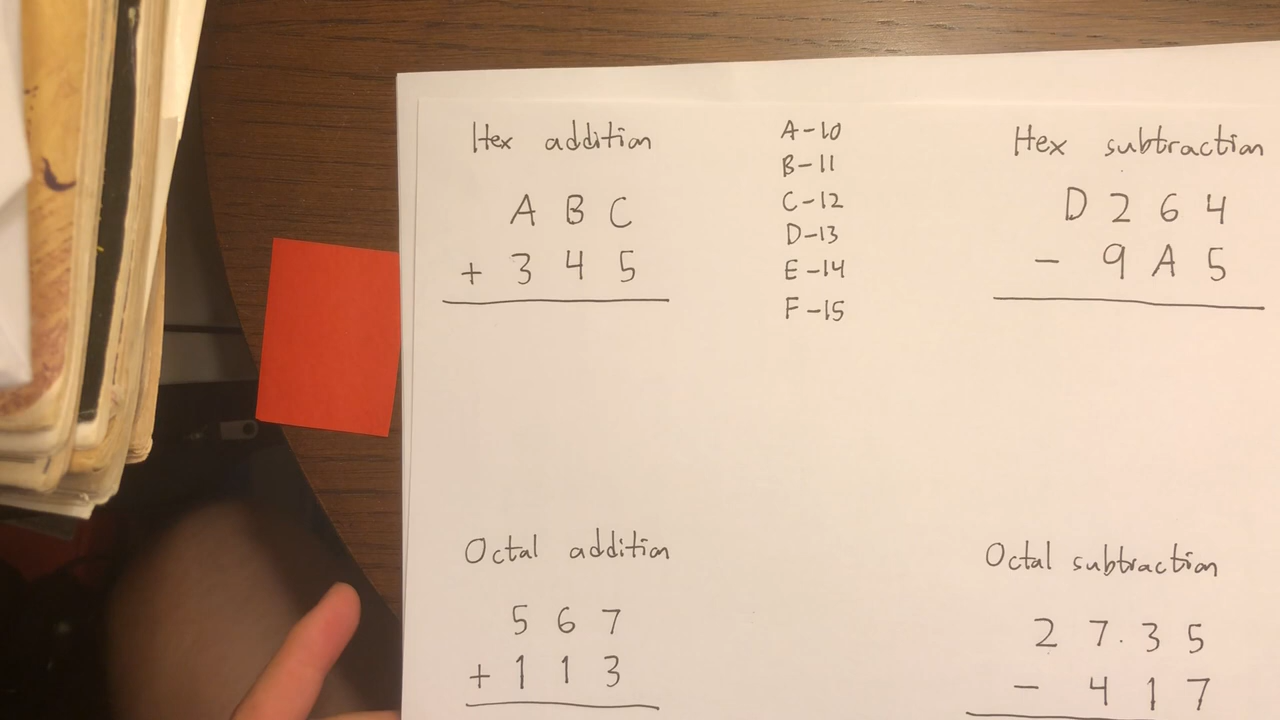 Hex addition
A B C
+ 3 4 5
A-10
B-11
C-12
D-13
E-14
F-15
Hex subtraction
D 2 6 4
- 9 A 5
Octal addition
5 6 7
+ 1 1 3
Octal subtraction
2 7.3 5
- 4 1 7